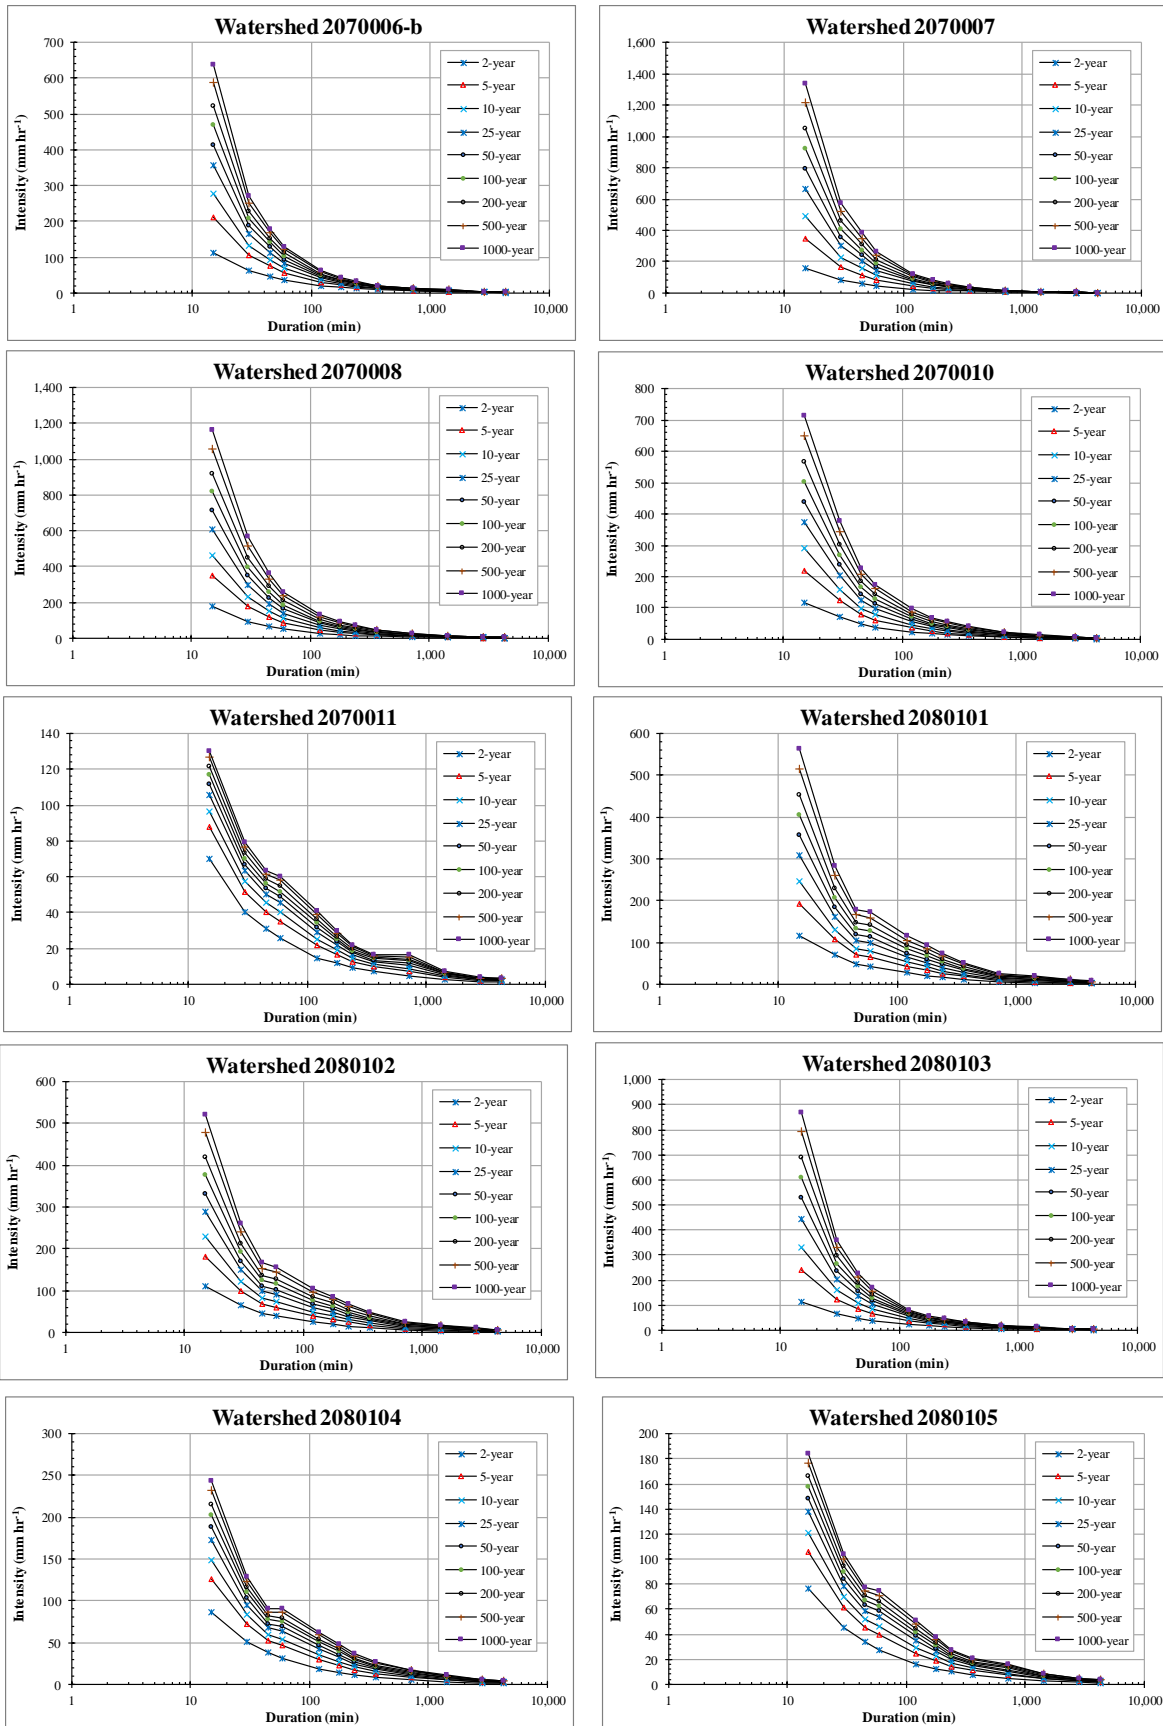 Watershed 2070006-b
700
600
500
400
300
200
100
0
1
10
100
1,000
10,000
Intensity (mm hr-1)
Duration (min)
2-year
5-year
10-year
25-year
50-year
100-year
200-year
500-year
1000-year
Watershed 2070007
1,600
1,400
1,200
1,000
800
600
400
200
0
1
10
100
1,000
10,000
Intensity (mm hr-1)
Duration (min)
2-year
5-year
10-year
25-year
50-year
100-year
200-year
500-year
1000-year
Watershed 2070008
1,400
1,200
1,000
800
600
400
200
0
1
10
100
1,000
10,000
Intensity (mm hr-1)
Duration (min)
2-year
5-year
10-year
25-year
50-year
100-year
200-year
500-year
1000-year
Watershed 2070010
800
700
600
500
400
300
200
100
0
1
10
100
1,000
10,000
Intensity (mm hr-1)
Duration (min)
2-year
5-year
10-year
25-year
50-year
100-year
200-year
500-year
1000-year
Watershed 2070011
140
120
100
80
60
40
20
0
1
10
100
1,000
10,000
Intensity (mm hr-1)
Duration (min)
2-year
5-year
10-year
25-year
50-year
100-year
200-year
500-year
1000-year
Watershed 2080101
600
500
400
300
200
100
0
1
10
100
1,000
10,000
Intensity (mm hr-1)
Duration (min)
2-year
5-year
10-year
25-year
50-year
100-year
200-year
500-year
1000-year
Watershed 2080102
600
500
400
300
200
100
0
1
10
100
1,000
10,000
Intensity (mm hr-1)
Duration (min)
2-year
5-year
10-year
25-year
50-year
100-year
200-year
500-year
1000-year
Watershed 2080103
1,000
900
800
700
600
500
400
300
200
100
0
1
10
100
1,000
10,000
Intensity (mm hr-1)
Duration (min)
2-year
5-year
10-year
25-year
50-year
100-year
200-year
500-year
1000-year
Watershed 2080104
300
250
200
150
100
50
0
1
10
100
1,000
10,000
Intensity (mm hr-1)
Duration (min)
2-year
5-year
10-year
25-year
50-year
100-year
200-year
500-year
1000-year
Watershed 2080105
200
180
160
140
120
100
80
60
40
20
0
1
10
100
1,000
10,000
Intensity (mm hr-1)
Duration (min)
2-year
5-year
10-year
25-year
50-year
100-year
200-year
500-year
1000-year